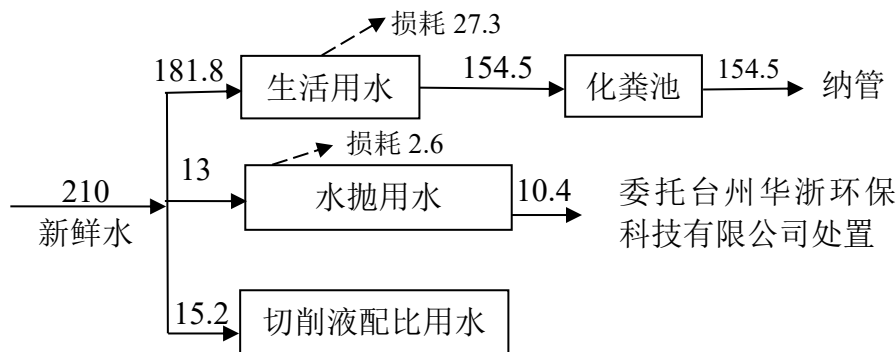 损耗 27.3
181.8
生活用水
154.5
化粪池
154.5
纳管
损耗 2.6
13
水抛用水
10.4
委托台州华浙环保
科技有限公司处置
210
新鲜水
15.2
切削液配比用水